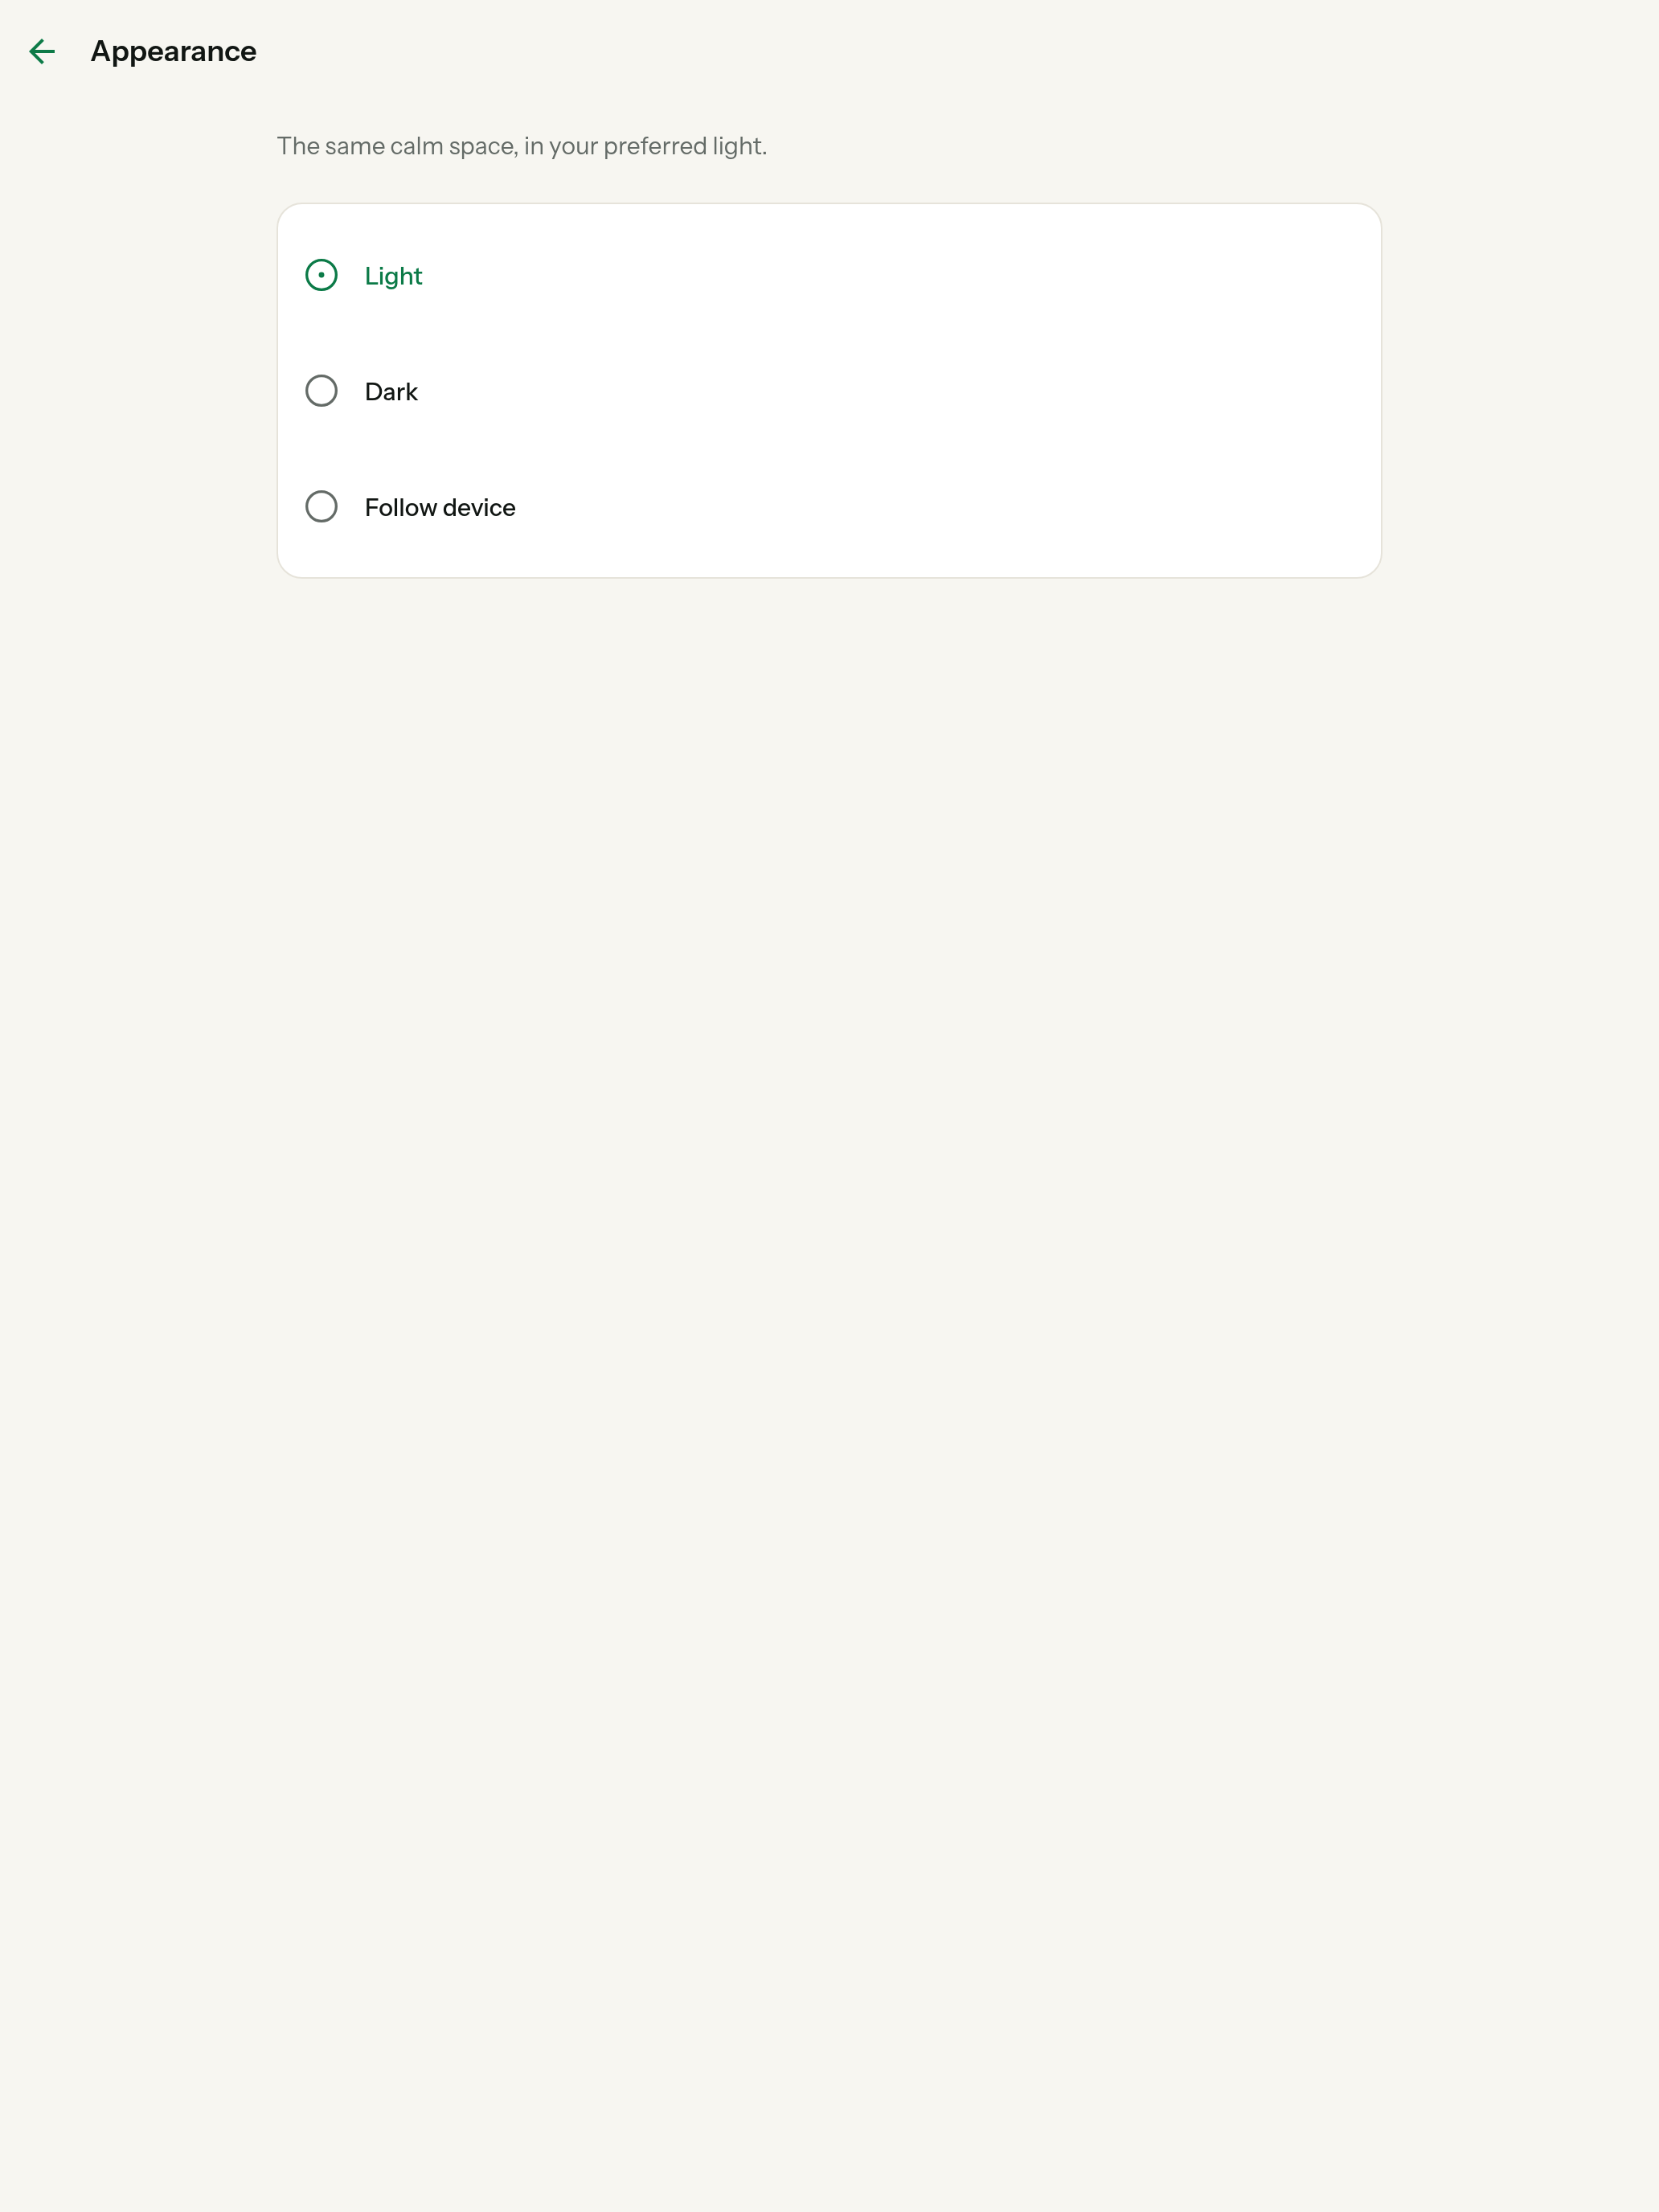 Appearance
The same calm space, in your preferred light.
Light
Dark
Follow device